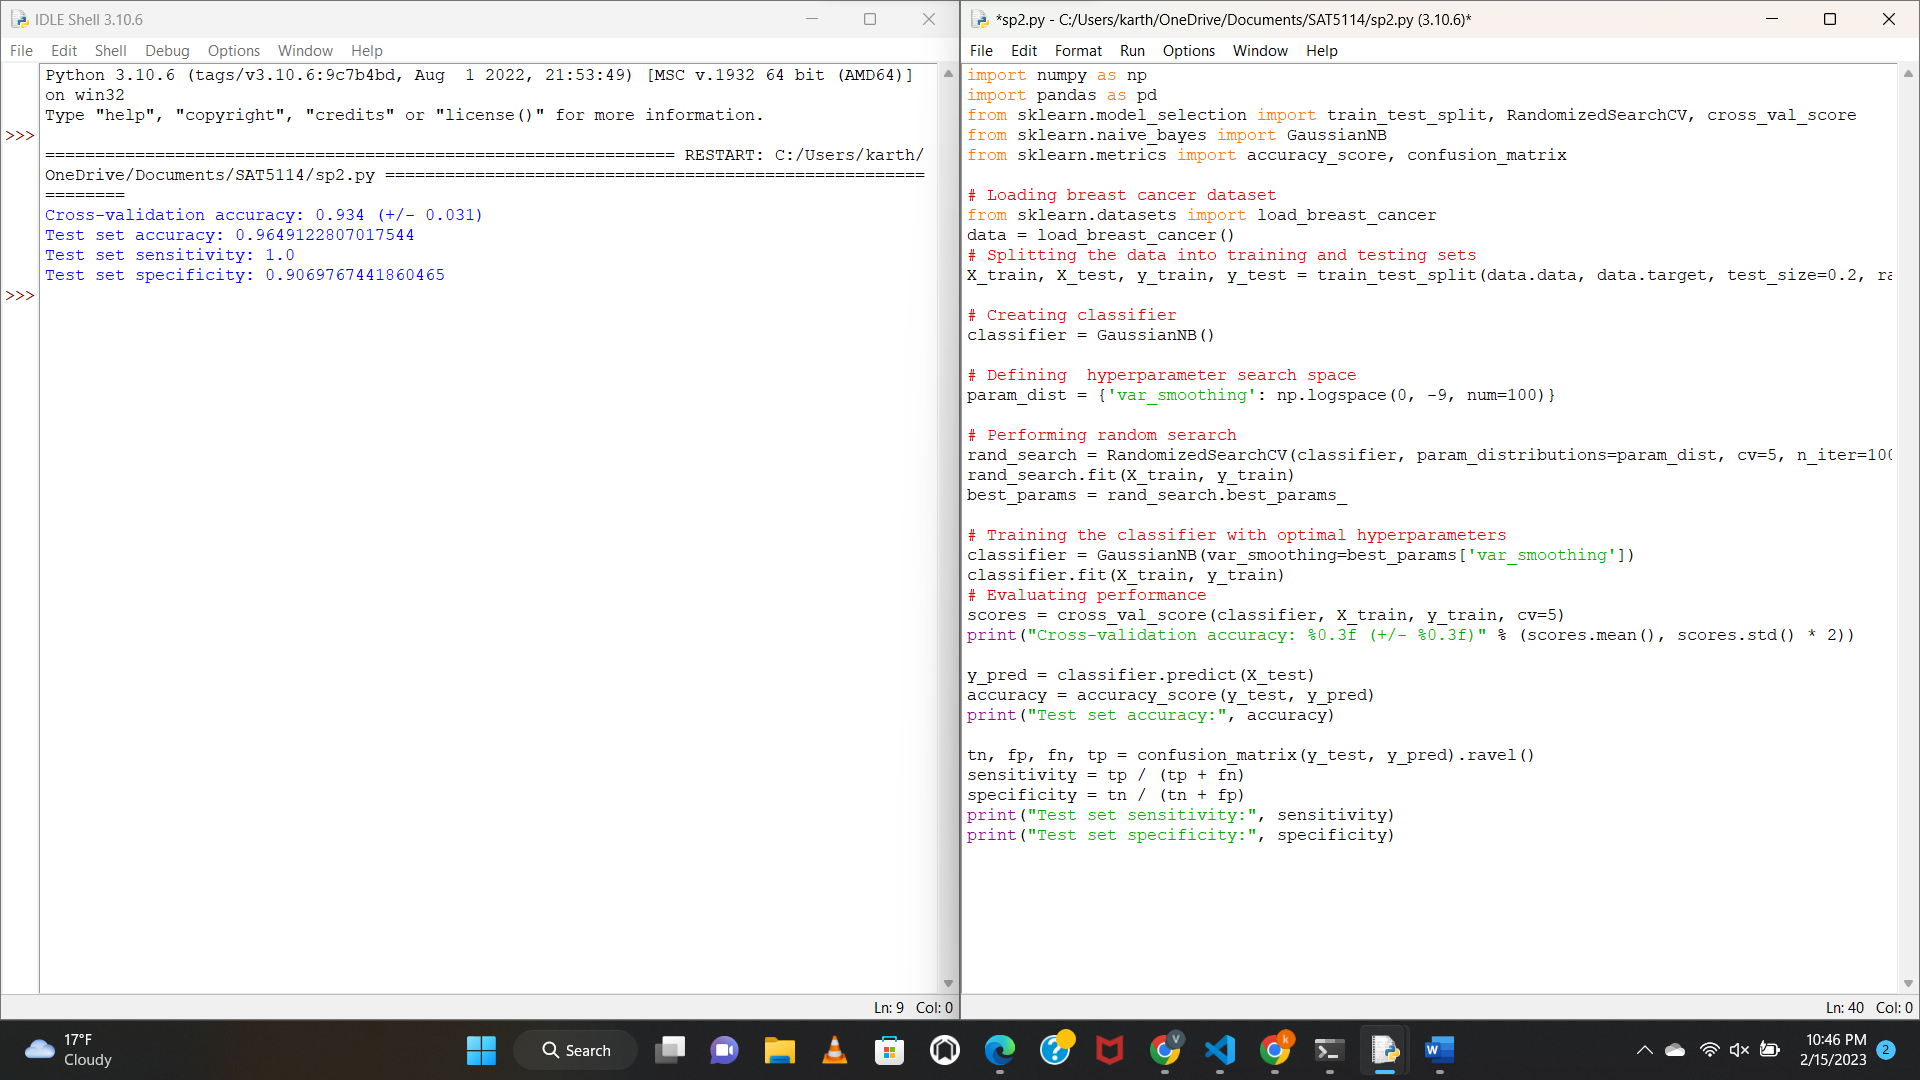 IDLE Shell 3.10.6
File Edit Shell Debug Options Window Help
Python 3.10.6 (tags/v3.10.6:9c7b4bd, Aug  1 2022, 21:53:49) [MSC v.1932 64 bit (AMD64)]
on win32
Type "help", "copyright", "credits" or "license()" for more information.
>>>
=============================================================== RESTART: C:/Users/karth/
OneDrive/Documents/SAT5114/sp2.py ======================================================
========
Cross-validation accuracy: 0.934 (+/- 0.031)
Test set accuracy: 0.9649122807017544
Test set sensitivity: 1.0
Test set specificity: 0.9069767441860465
>>>
Ln: 9 Col: 0
*sp2.py - C:/Users/karth/OneDrive/Documents/SAT5114/sp2.py (3.10.6)*
File Edit Format Run Options Window Help
import numpy as np
import pandas as pd
from sklearn.model_selection import train_test_split, RandomizedSearchCV, cross_val_score
from sklearn.naive_bayes import GaussianNB
from sklearn.metrics import accuracy_score, confusion_matrix
# Loading breast cancer dataset
from sklearn.datasets import load_breast_cancer
data = load_breast_cancer()
# Splitting the data into training and testing sets
X_train, X_test, y_train, y_test = train_test_split(data.data, data.target, test_size=0.2, ra
# Creating classifier
classifier = GaussianNB()
# Defining  hyperparameter search space
param_dist = {'var_smoothing': np.logspace(0, -9, num=100)}
# Performing random serarch
rand_search = RandomizedSearchCV(classifier, param_distributions=param_dist, cv=5, n_iter=100
rand_search.fit(X_train, y_train)
best_params = rand_search.best_params_
# Training the classifier with optimal hyperparameters
classifier = GaussianNB(var_smoothing=best_params['var_smoothing'])
classifier.fit(X_train, y_train)
# Evaluating performance
scores = cross_val_score(classifier, X_train, y_train, cv=5)
print("Cross-validation accuracy: %0.3f (+/- %0.3f)" % (scores.mean(), scores.std() * 2))
y_pred = classifier.predict(X_test)
accuracy = accuracy_score(y_test, y_pred)
print("Test set accuracy:", accuracy)
tn, fp, fn, tp = confusion_matrix(y_test, y_pred).ravel()
sensitivity = tp / (tp + fn)
specificity = tn / (tn + fp)
print("Test set sensitivity:", sensitivity)
print("Test set specificity:", specificity)
Ln: 40 Col: 0
17°F
Cloudy
Search
V
k
W
10:46 PM
2/15/2023
2